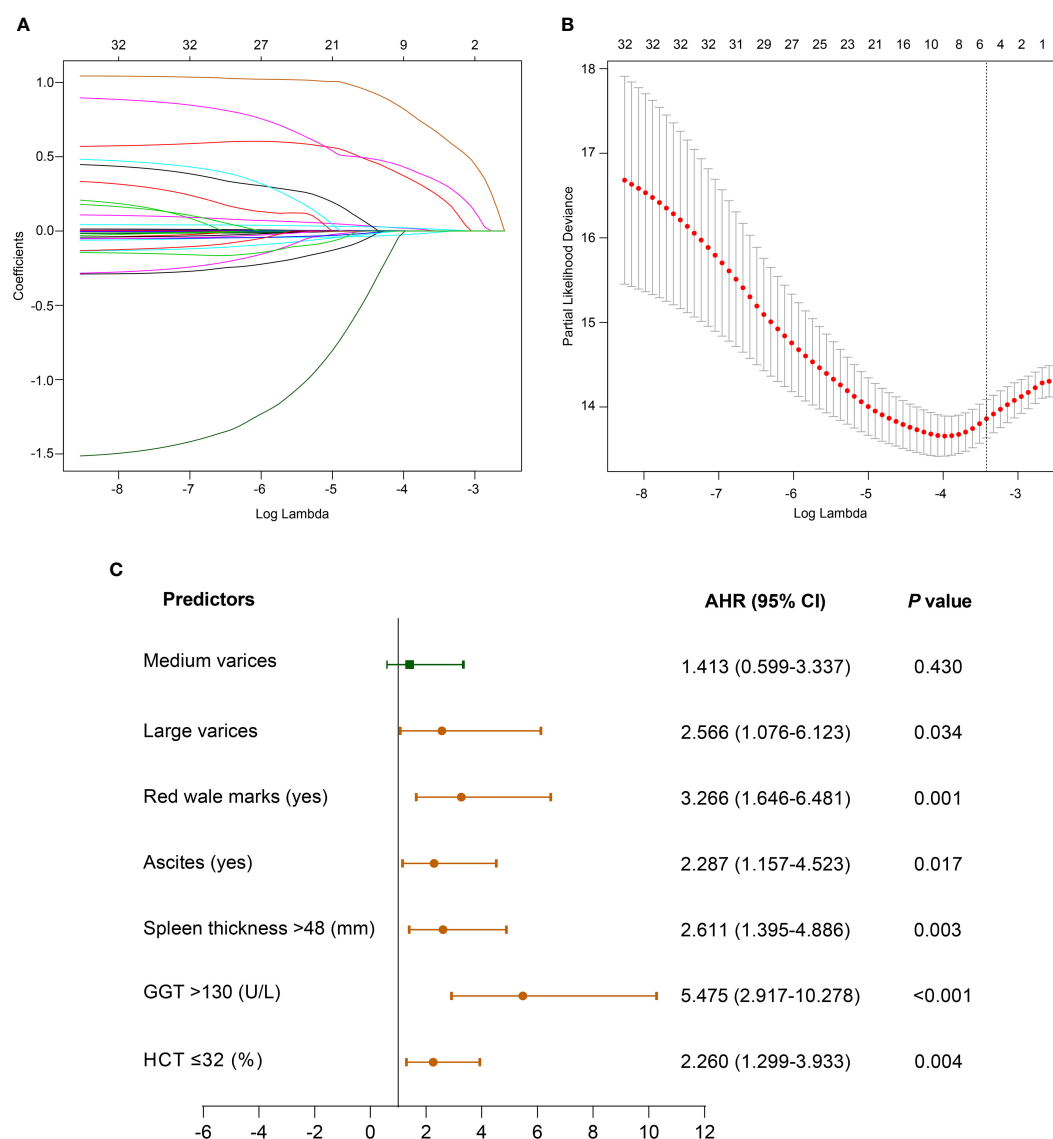 A
32 32 27 21 9 2
1.0
0.5
0.0
-0.5
-1.0
-1.5
Coefficients
-8 -7 -6 -5 -4 -3
Log Lambda
B
32 32 32 32 31 29 27 25 23 21 16 10 8 6 4 2 1
18
17
16
15
14
Partial Likelihood Deviance
-8 -7 -6 -5 -4 -3
Log Lambda
C
Predictors AHR (95% CI) P value
Medium varices 1.413 (0.599-3.337) 0.430
Large varices 2.566 (1.076-6.123) 0.034
Red wale marks (yes) 3.266 (1.646-6.481) 0.001
Ascites (yes) 2.287 (1.157-4.523) 0.017
Spleen thickness >48 (mm) 2.611 (1.395-4.886) 0.003
GGT >130 (U/L) 5.475 (2.917-10.278) <0.001
HCT ≤32 (%) 2.260 (1.299-3.933) 0.004
-6 -4 -2 0 2 4 6 8 10 12